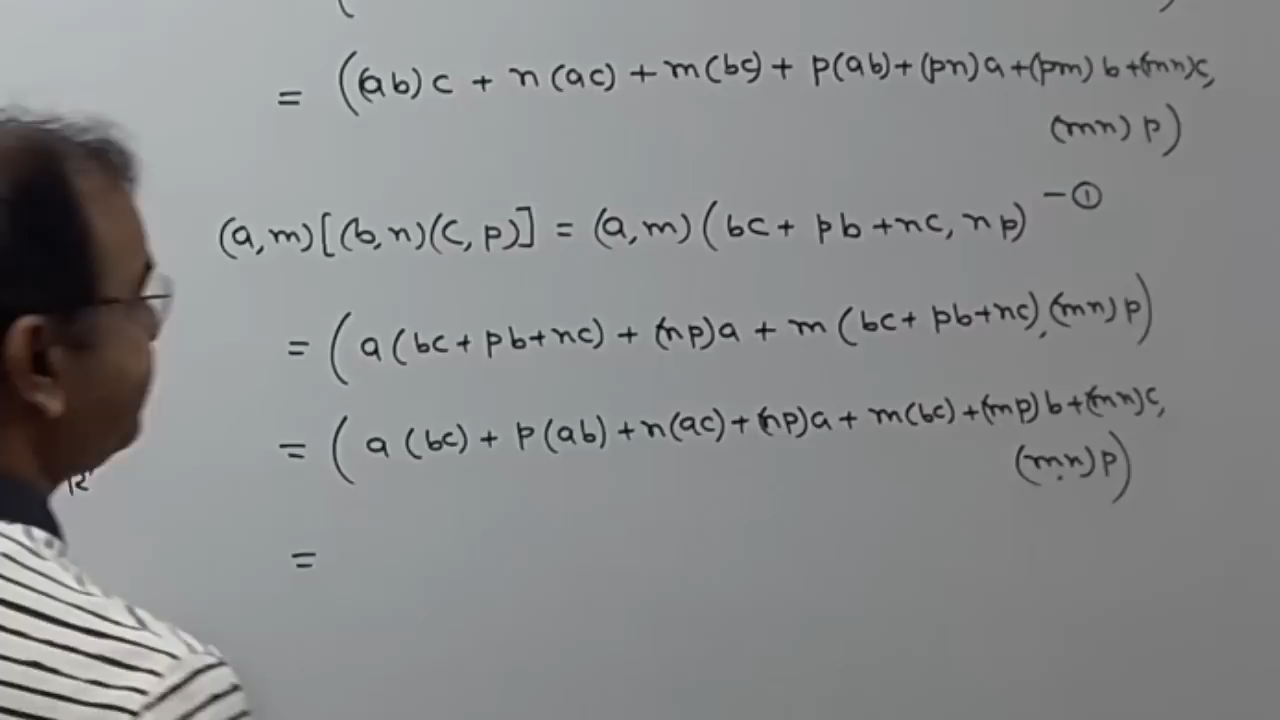 = ((ab)c + n(ac) + m(bc) + p(ab) + (pn)a + (pm)b + (mn)c,
(mn)p)
— ①
(a,m)[(b,n)(c,p)] = (a,m)(bc + pb + nc, np)
= (a(bc + pb + nc) + (np)a + m(bc + pb + nc), (mn)p)
= (a(bc) + p(ab) + n(ac) + (np)a + m(bc) + (mp)b + (mn)c,
(mn)p)
=